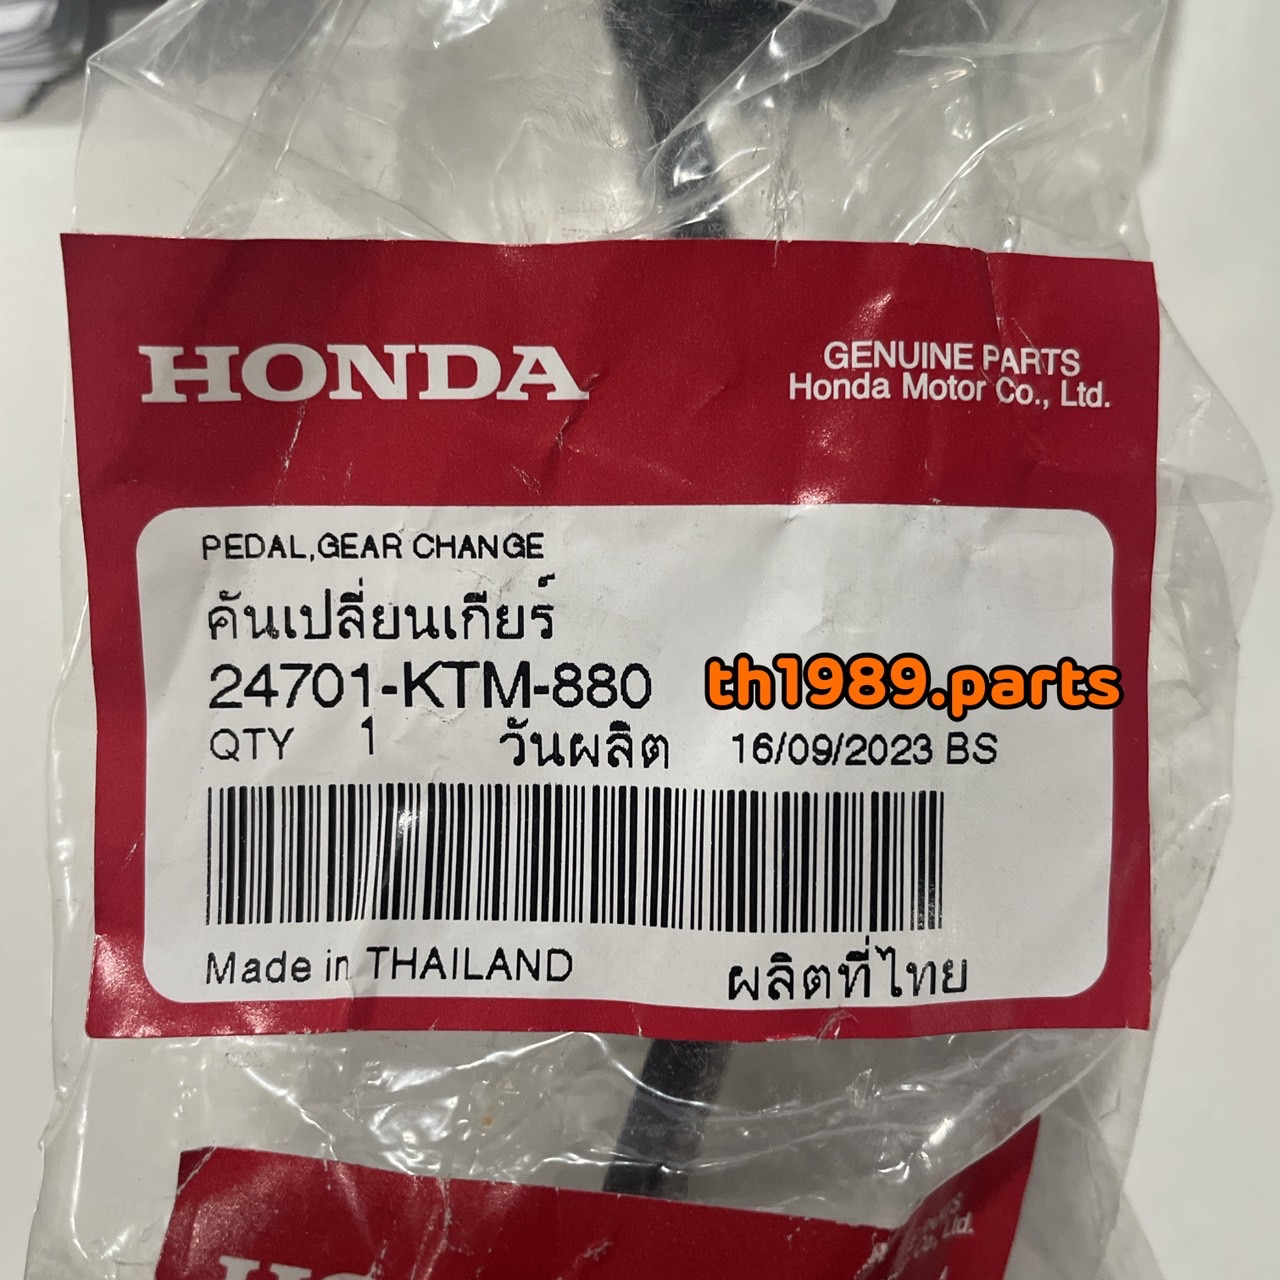 HONDA
GENUINE PARTS
Honda Motor Co., Ltd.
PEDAL,GEAR CHANGE
คันเปลี่ยนเกียร์
24701-KTM-880
th1989.parts
QTY 1 วันผลิต 16/09/2023 BS
Made in THAILAND ผลิตที่ไทย